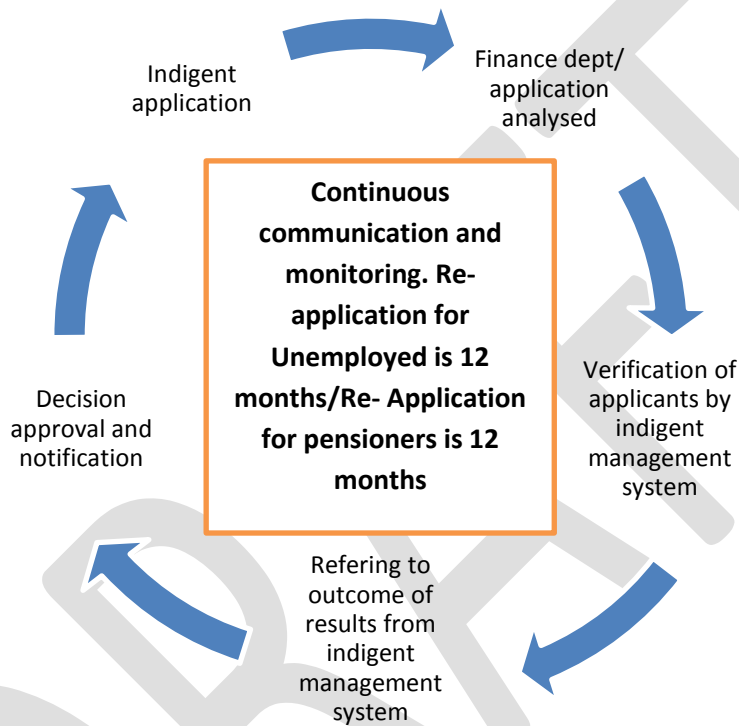 Indigent
application
Finance dept/
application
analysed
Continuous
communication and
monitoring. Re-
application for
Unemployed is 12
months/Re- Application
for pensioners is 12
months
Verification of
applicants by
indigent
management
system
Refering to
outcome of
results from
indigent
management
system
Decision
approval and
notification
DRAFT